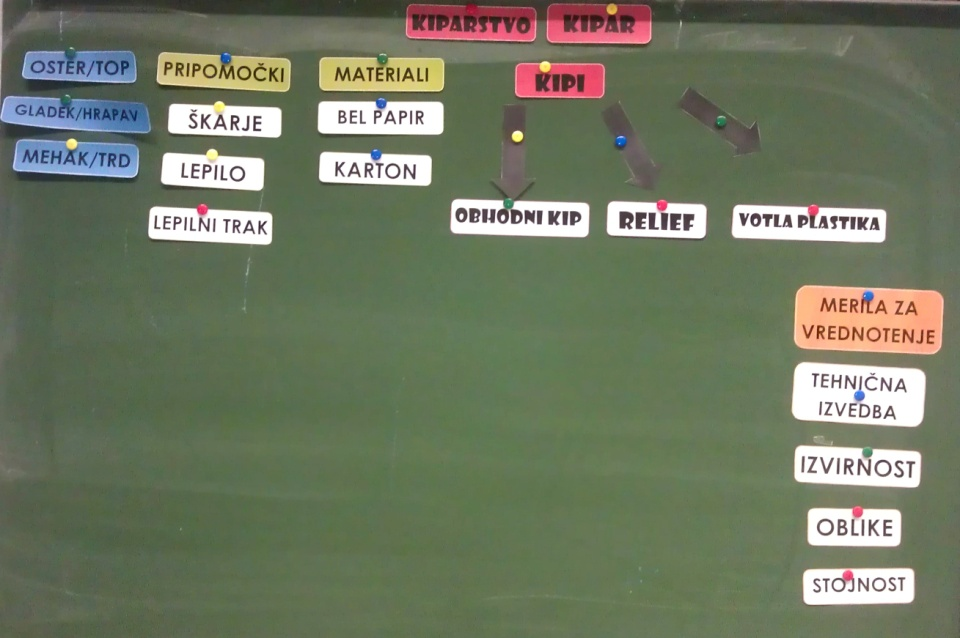 KIPARSTVO
KIPAR
OSTER/TOP
GLADEK/HRAPAV
MEHAK/TRD
PRIPOMOČKI
ŠKARJE
LEPILO
LEPILNI TRAK
MATERIALI
BEL PAPIR
KARTON
KIPI
OBHODNI KIP
RELIEF
VOTLA PLASTIKA
MERILA ZA
VREDNOTENJE
TEHNIČNA
IZVEDBA
IZVIRNOST
OBLIKE
STOJNOST